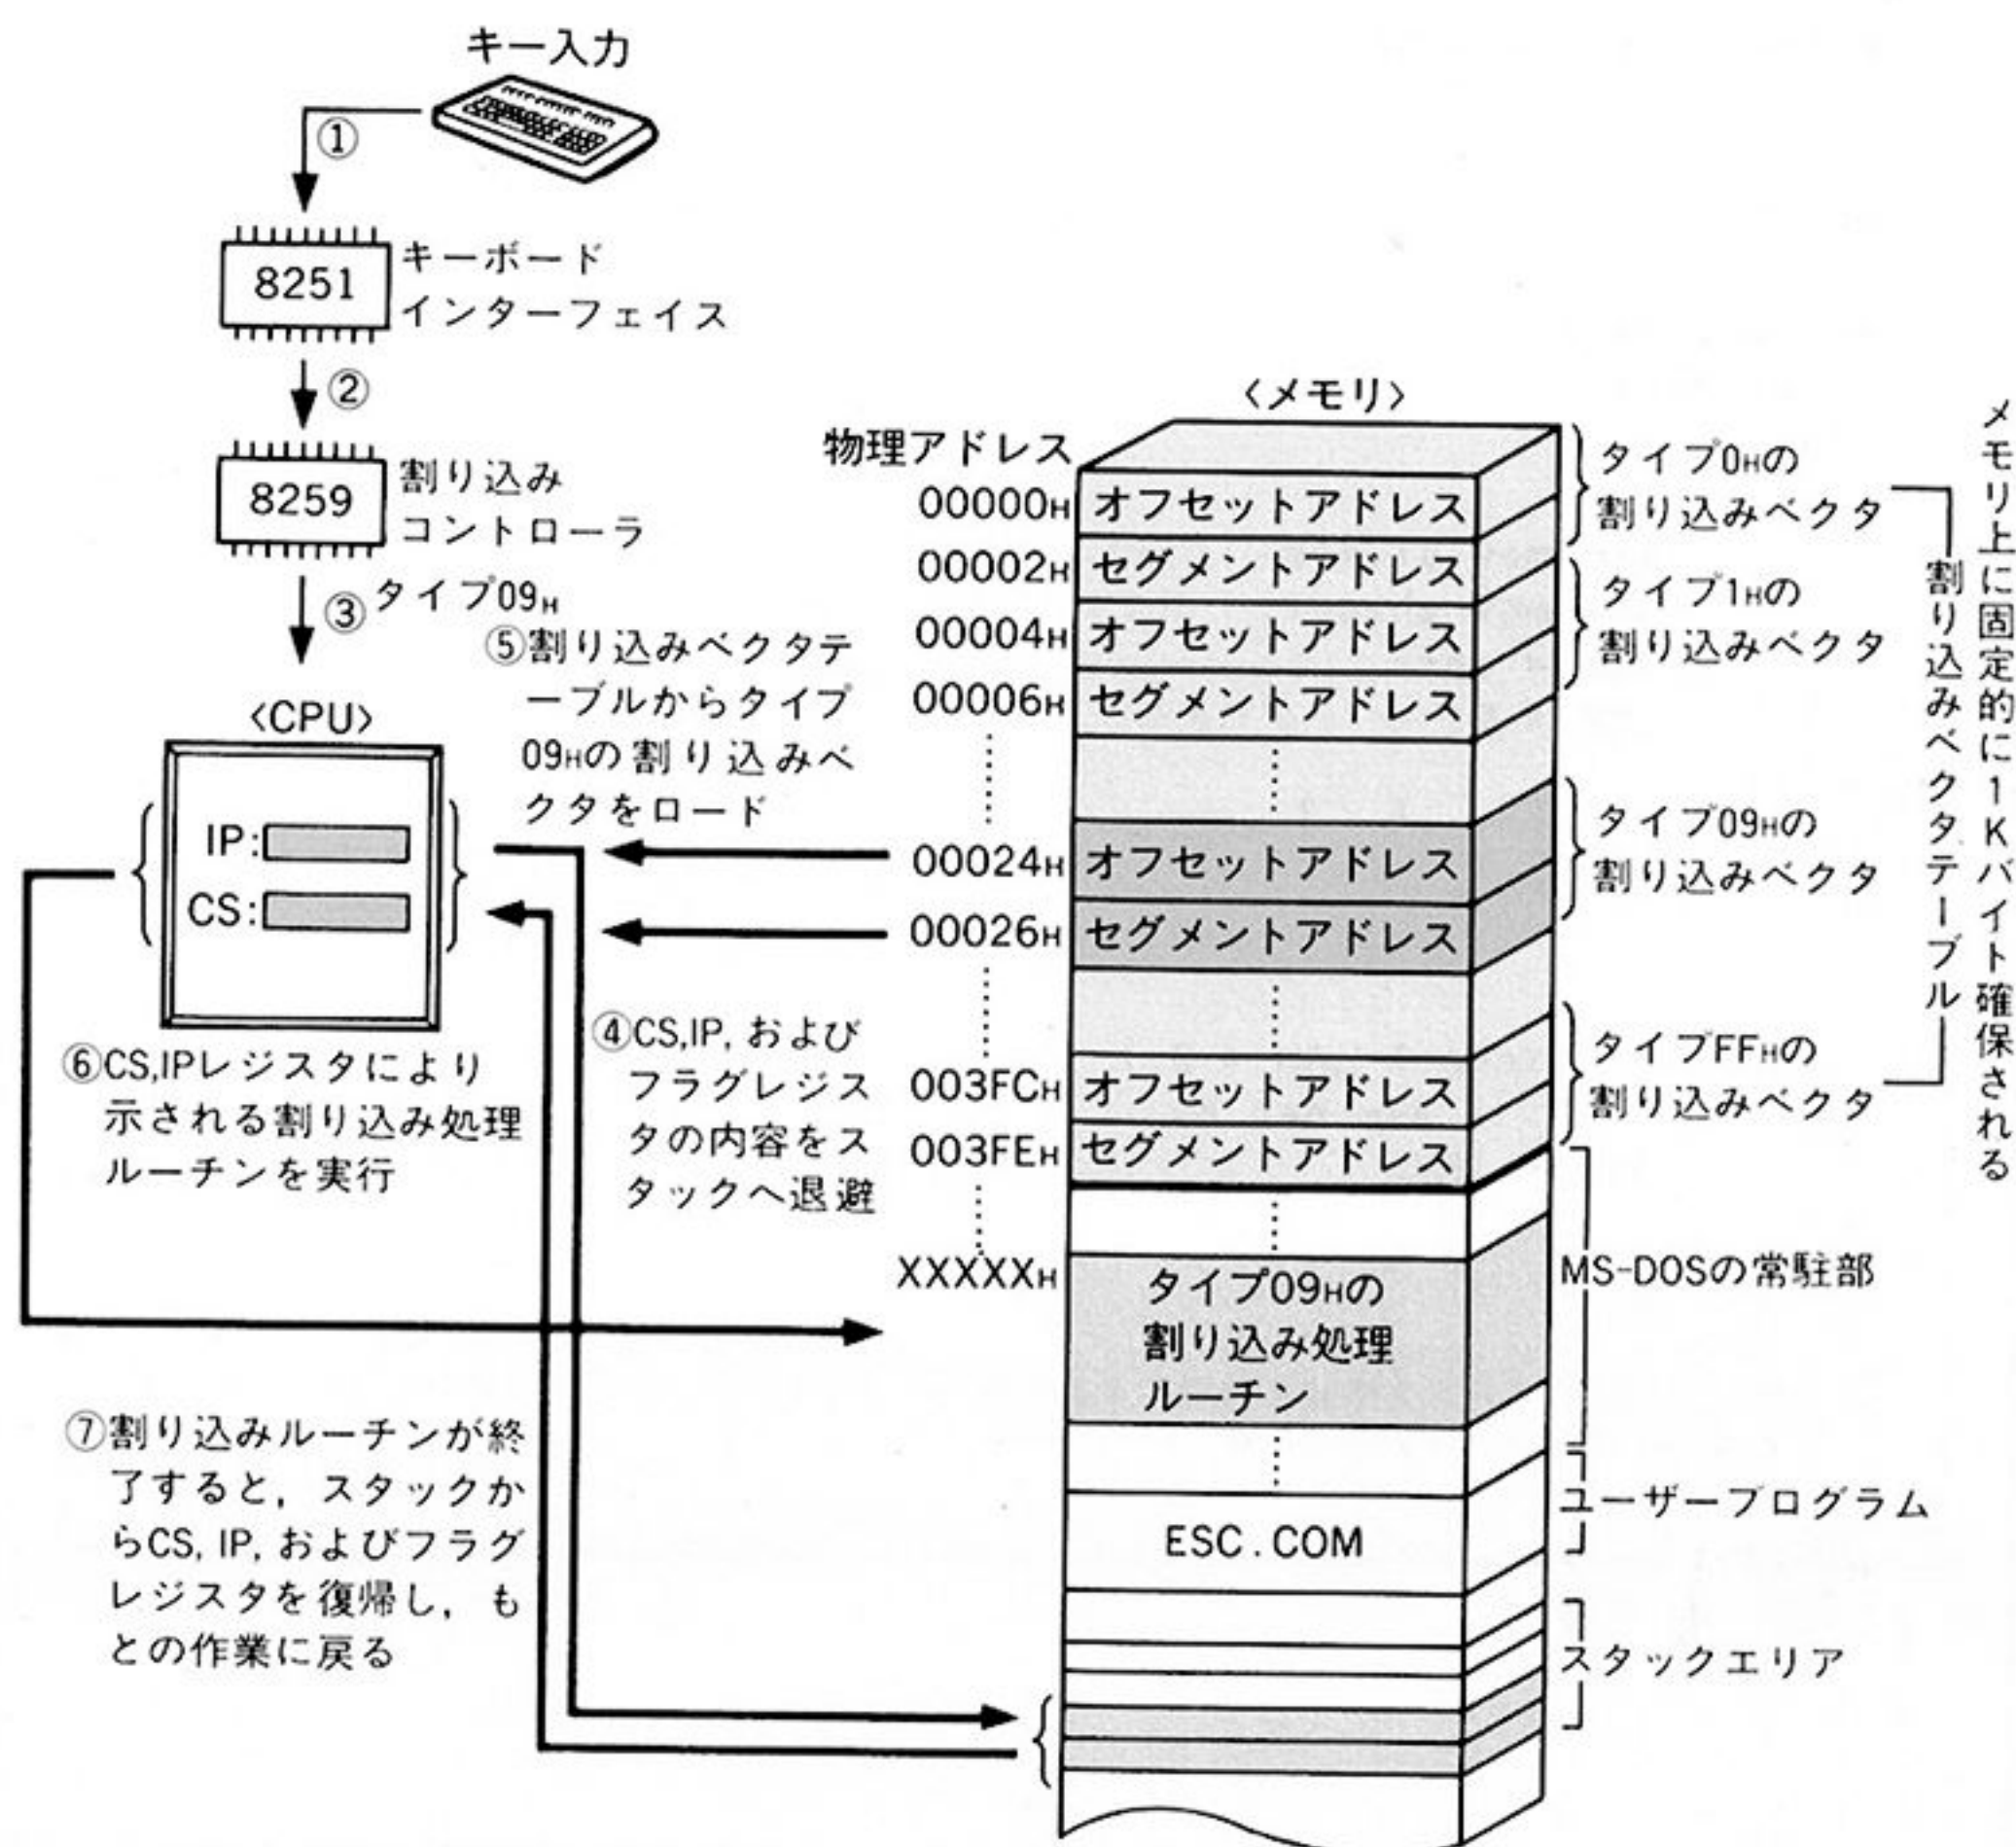 キー入力
①
8251
キーボード
インターフェイス
②
8259
割り込み
コントローラ
③
タイプ09H
〈CPU〉
IP:
CS:
⑤割り込みベクタテ
ーブルからタイプ
09Hの割り込みベ
クタをロード
④CS,IP, および
フラグレジス
タの内容をス
タックへ退避
⑥CS,IPレジスタにより
示される割り込み処理
ルーチンを実行
⑦割り込みルーチンが終
了すると, スタックか
らCS, IP, およびフラグ
レジスタを復帰し, も
との作業に戻る
〈メモリ〉
物理アドレス
00000H オフセットアドレス
00002H セグメントアドレス
00004H オフセットアドレス
00006H セグメントアドレス
00024H オフセットアドレス
00026H セグメントアドレス
003FCH オフセットアドレス
003FEH セグメントアドレス
XXXXXH
タイプ09Hの
割り込み処理
ルーチン
ESC.COM
タイプ0Hの
割り込みベクタ
タイプ1Hの
割り込みベクタ
タイプ09Hの
割り込みベクタ
タイプFFHの
割り込みベクタ
MS-DOSの常駐部
ユーザープログラム
スタックエリア
メモリ上に固定的に1Kバイト確保される
割り込みベクタテーブル